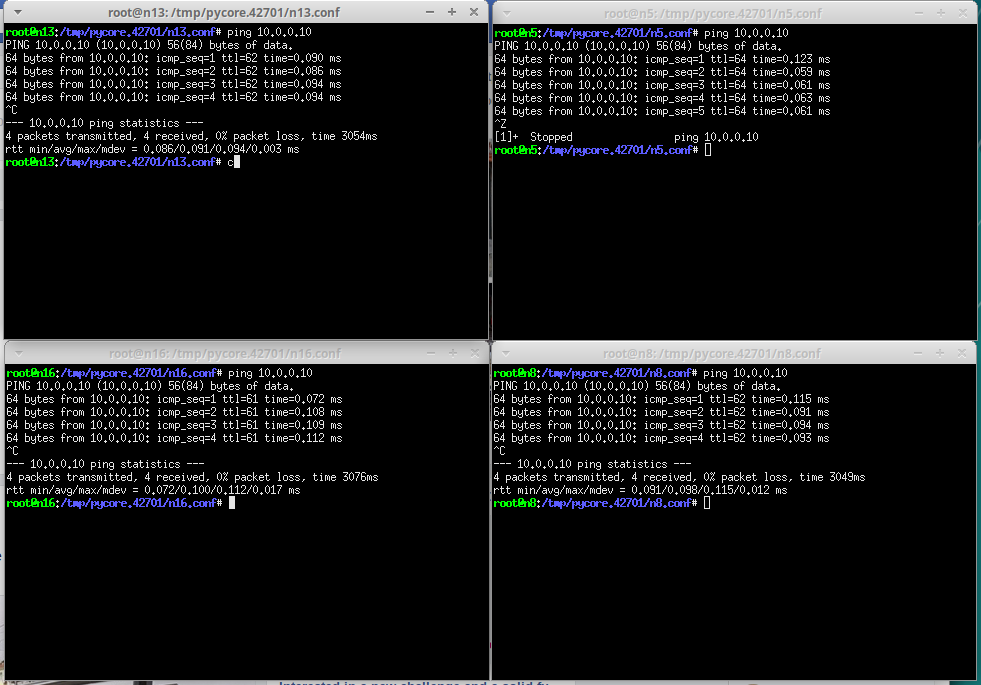 root@n13: /tmp/pycore.42701/n13.conf
root@n13:/tmp/pycore.42701/n13.conf# ping 10.0.0.10
PING 10.0.0.10 (10.0.0.10) 56(84) bytes of data.
64 bytes from 10.0.0.10: icmp_seq=1 ttl=62 time=0.090 ms
64 bytes from 10.0.0.10: icmp_seq=2 ttl=62 time=0.086 ms
64 bytes from 10.0.0.10: icmp_seq=3 ttl=62 time=0.094 ms
64 bytes from 10.0.0.10: icmp_seq=4 ttl=62 time=0.094 ms
^C
--- 10.0.0.10 ping statistics ---
4 packets transmitted, 4 received, 0% packet loss, time 3054ms
rtt min/avg/max/mdev = 0.086/0.091/0.094/0.003 ms
root@n13:/tmp/pycore.42701/n13.conf# c
root@n5: /tmp/pycore.42701/n5.conf
root@n5:/tmp/pycore.42701/n5.conf# ping 10.0.0.10
PING 10.0.0.10 (10.0.0.10) 56(84) bytes of data.
64 bytes from 10.0.0.10: icmp_seq=1 ttl=64 time=0.123 ms
64 bytes from 10.0.0.10: icmp_seq=2 ttl=64 time=0.059 ms
64 bytes from 10.0.0.10: icmp_seq=3 ttl=64 time=0.061 ms
64 bytes from 10.0.0.10: icmp_seq=4 ttl=64 time=0.063 ms
64 bytes from 10.0.0.10: icmp_seq=5 ttl=64 time=0.061 ms
^Z
[1]+  Stopped                 ping 10.0.0.10
root@n5:/tmp/pycore.42701/n5.conf#
root@n16: /tmp/pycore.42701/n16.conf
root@n16:/tmp/pycore.42701/n16.conf# ping 10.0.0.10
PING 10.0.0.10 (10.0.0.10) 56(84) bytes of data.
64 bytes from 10.0.0.10: icmp_seq=1 ttl=61 time=0.072 ms
64 bytes from 10.0.0.10: icmp_seq=2 ttl=61 time=0.108 ms
64 bytes from 10.0.0.10: icmp_seq=3 ttl=61 time=0.109 ms
64 bytes from 10.0.0.10: icmp_seq=4 ttl=61 time=0.112 ms
^C
--- 10.0.0.10 ping statistics ---
4 packets transmitted, 4 received, 0% packet loss, time 3076ms
rtt min/avg/max/mdev = 0.072/0.100/0.112/0.017 ms
root@n16:/tmp/pycore.42701/n16.conf#
root@n8: /tmp/pycore.42701/n8.conf
root@n8:/tmp/pycore.42701/n8.conf# ping 10.0.0.10
PING 10.0.0.10 (10.0.0.10) 56(84) bytes of data.
64 bytes from 10.0.0.10: icmp_seq=1 ttl=62 time=0.115 ms
64 bytes from 10.0.0.10: icmp_seq=2 ttl=62 time=0.091 ms
64 bytes from 10.0.0.10: icmp_seq=3 ttl=62 time=0.094 ms
64 bytes from 10.0.0.10: icmp_seq=4 ttl=62 time=0.093 ms
^C
--- 10.0.0.10 ping statistics ---
4 packets transmitted, 4 received, 0% packet loss, time 3049ms
rtt min/avg/max/mdev = 0.091/0.098/0.115/0.012 ms
root@n8:/tmp/pycore.42701/n8.conf#
Interested in a new challenge and a solid